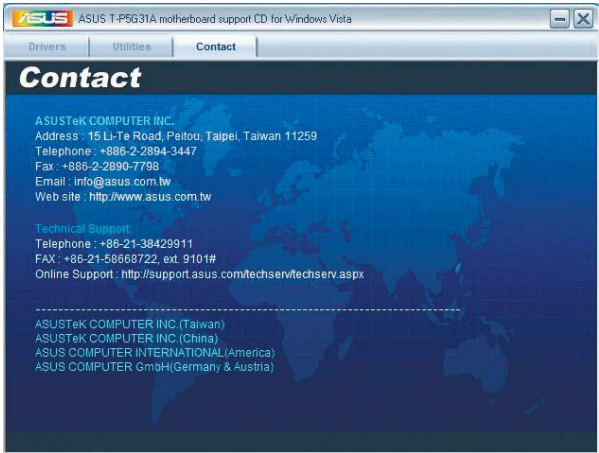 ASUS
ASUS T-P5G31A motherboard support CD for Windows Vista
Drivers
Utilities
Contact
Contact
ASUSTeK COMPUTER INC.
Address : 15 Li-Te Road, Peitou, Taipei, Taiwan 11259
Telephone : +886-2-2894-3447
Fax : +886-2-2890-7798
Email : info@asus.com.tw
Web site : http://www.asus.com.tw
Technical Support:
Telephone : +86-21-38429911
FAX : +86-21-58668722, ext. 9101#
Online Support : http://support.asus.com/techserv/techserv.aspx
ASUSTeK COMPUTER INC.(Taiwan)
ASUSTeK COMPUTER INC.(China)
ASUS COMPUTER INTERNATIONAL(America)
ASUS COMPUTER GmbH(Germany & Austria)